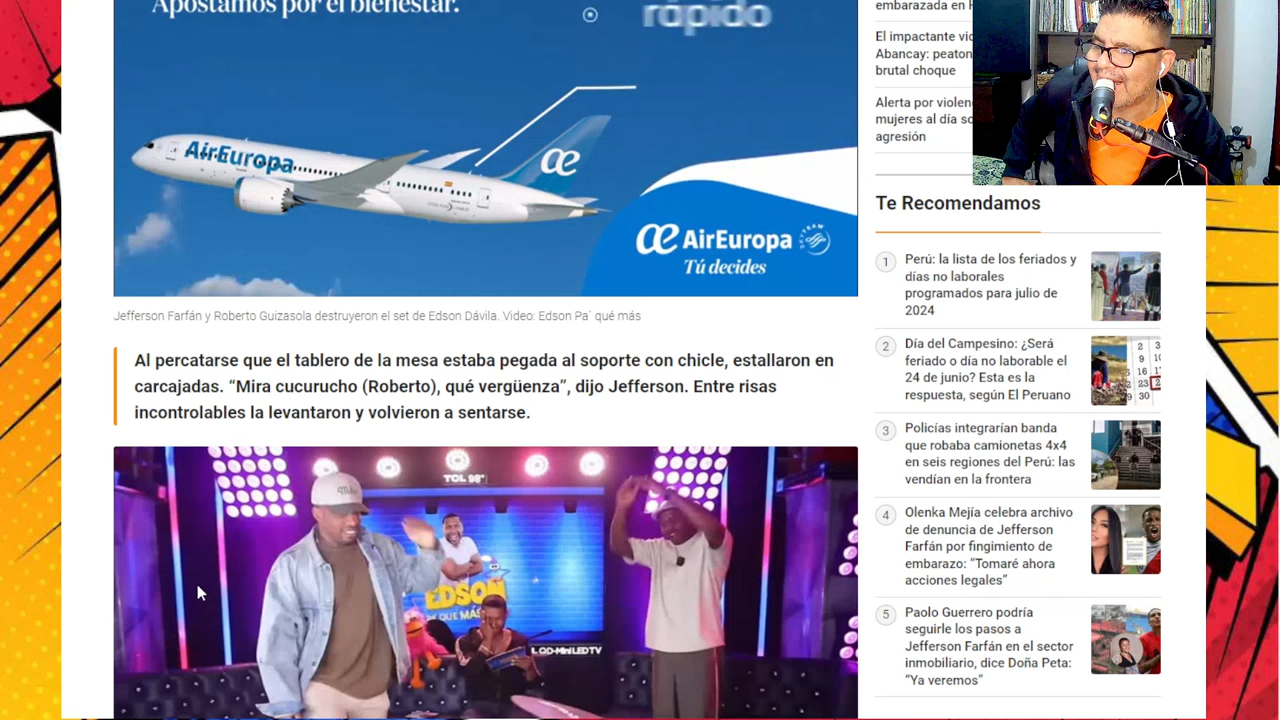 Apostamos por el bienestar.
rápido
AirEuropa
æ
æ AirEuropa
SKYTEAM
Tú decides
Jefferson Farfán y Roberto Guizasola destruyeron el set de Edson Dávila. Video: Edson Pa´ qué más
Al percatarse que el tablero de la mesa estaba pegada al soporte con chicle, estallaron en
carcajadas. “Mira cucurucho (Roberto), qué vergüenza”, dijo Jefferson. Entre risas
incontrolables la levantaron y volvieron a sentarse.
TCL 98"
EDSON
QD-Mini LED TV
embarazada en
El impactante
Abancay: peaton
brutal choque
Alerta por violen
mujeres al día so
agresión
Te Recomendamos
1
Perú: la lista de los feriados y
días no laborales
programados para julio de
2024
2
Día del Campesino: ¿Será
feriado o día no laborable el
24 de junio? Esta es la
respuesta, según El Peruano
3
Policías integrarían banda
que robaba camionetas 4x4
en seis regiones del Perú: las
vendían en la frontera
4
Olenka Mejía celebra archivo
de denuncia de Jefferson
Farfán por fingimiento de
embarazo: “Tomaré ahora
acciones legales”
5
Paolo Guerrero podría
seguirle los pasos a
Jefferson Farfán en el sector
inmobiliario, dice Doña Peta:
“Ya veremos”